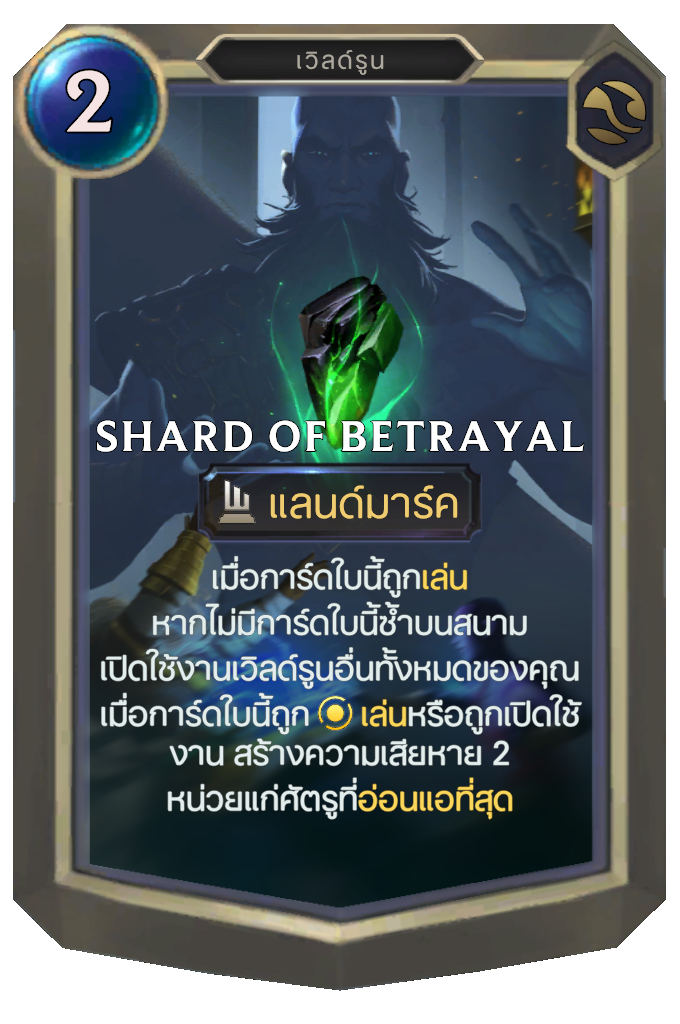 2
เวิลด์รูน
SHARD OF BETRAYAL
แลนด์มาร์ค
เมื่อการ์ดใบนี้ถูกเล่น
หากไม่มีการ์ดใบนี้ซ้ำบนสนาม
เปิดใช้งานเวิลด์รูนอื่นทั้งหมดของคุณ
เมื่อการ์ดใบนี้ถูก เล่นหรือถูกเปิดใช้
งาน สร้างความเสียหาย 2
หน่วยแก่ศัตรูที่อ่อนแอที่สุด